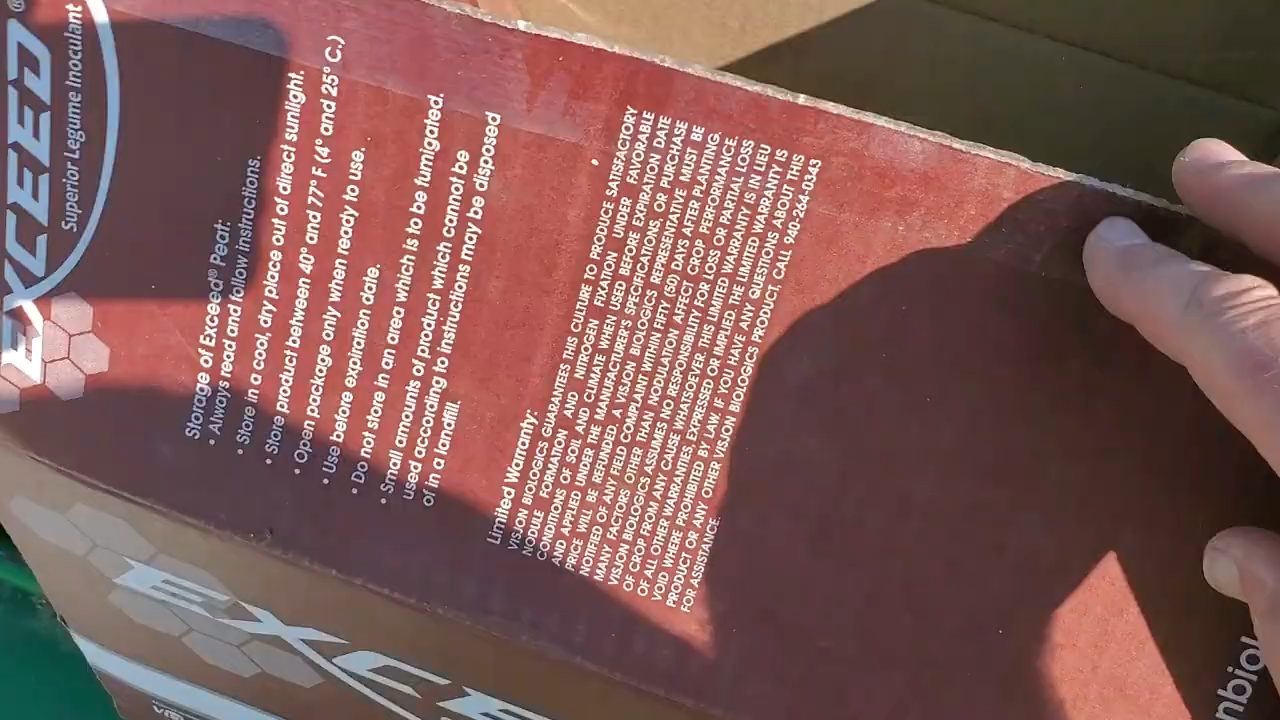 EXCEED®
Superior Legume Inoculant
Storage of Exceed® Peat:
• Always read and follow instructions.
• Store in a cool, dry place out of direct sunlight.
• Store product between 40° and 77° F (4° and 25° C.)
• Open package only when ready to use.
• Use before expiration date.
• Do not store in an area which is to be fumigated.
• Small amounts of product which cannot be
used according to instructions may be disposed
of in a landfill.
Limited Warranty:
VISJON BIOLOGICS GUARANTEES THIS CULTURE TO PRODUCE SATISFACTORY
NODULE FORMATION AND NITROGEN FIXATION UNDER FAVORABLE
CONDITIONS OF SOIL AND CLIMATE WHEN USED BEFORE EXPIRATION DATE
AND APPLIED UNDER THE MANUFACTURER'S SPECIFICATIONS, OR PURCHASE
PRICE WILL BE REFUNDED. A VISJON BIOLOGICS REPRESENTATIVE MUST BE
NOTIFIED OF ANY FIELD COMPLAINT WITHIN FIFTY (50) DAYS AFTER PLANTING.
MANY FACTORS OTHER THAN NODULATION AFFECT CROP PERFORMANCE.
VISJON BIOLOGICS ASSUMES NO RESPONSIBILITY FOR LOSS OR PARTIAL LOSS
OF CROP FROM ANY CAUSE WHATSOEVER. THIS LIMITED WARRANTY IS IN LIEU
OF ALL OTHER WARRANTIES, EXPRESSED OR IMPLIED. THE LIMITED WARRANTY IS
VOID WHERE PROHIBITED BY LAW. IF YOU HAVE ANY QUESTIONS ABOUT THIS
PRODUCT OR ANY OTHER VISJON BIOLOGICS PRODUCT, CALL 940-264-0343
FOR ASSISTANCE.
EXCE
nbiol